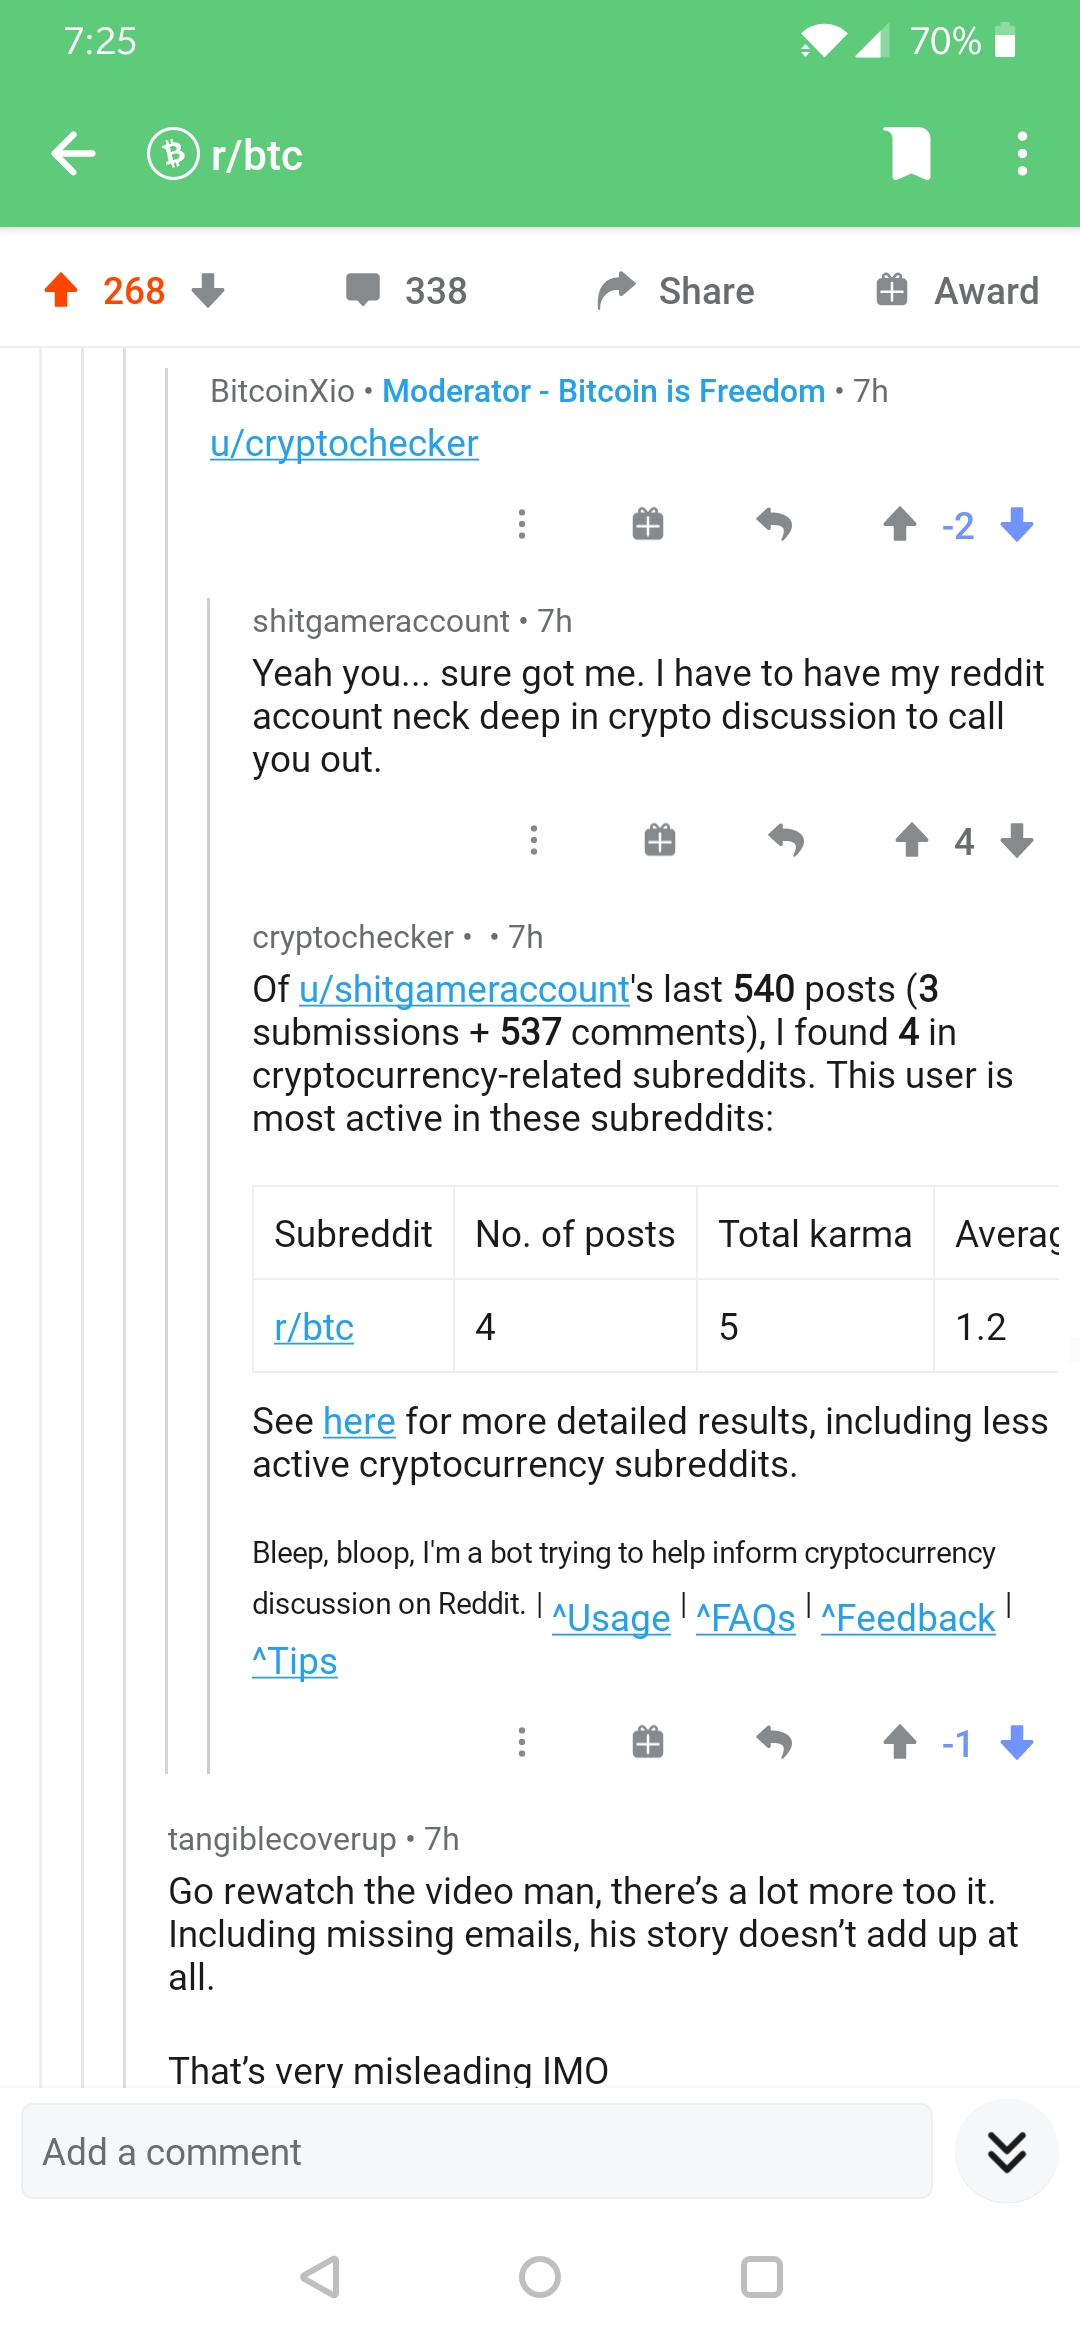 7:25
70%
r/btc
268
338
Share
Award
BitcoinXio • Moderator - Bitcoin is Freedom • 7h
u/cryptochecker
-2
shitgameraccount • 7h
Yeah you... sure got me. I have to have my reddit
account neck deep in crypto discussion to call
you out.
4
cryptochecker • • 7h
Of u/shitgameraccount's last 540 posts (3
submissions + 537 comments), I found 4 in
cryptocurrency-related subreddits. This user is
most active in these subreddits:
Subreddit No. of posts Total karma Averag
r/btc 4 5 1.2
See here for more detailed results, including less
active cryptocurrency subreddits.
Bleep, bloop, I'm a bot trying to help inform cryptocurrency
discussion on Reddit. | ^Usage | ^FAQs | ^Feedback |
^Tips
-1
tangiblecoverup • 7h
Go rewatch the video man, there’s a lot more too it.
Including missing emails, his story doesn’t add up at
all.
That’s very misleading IMO
Add a comment